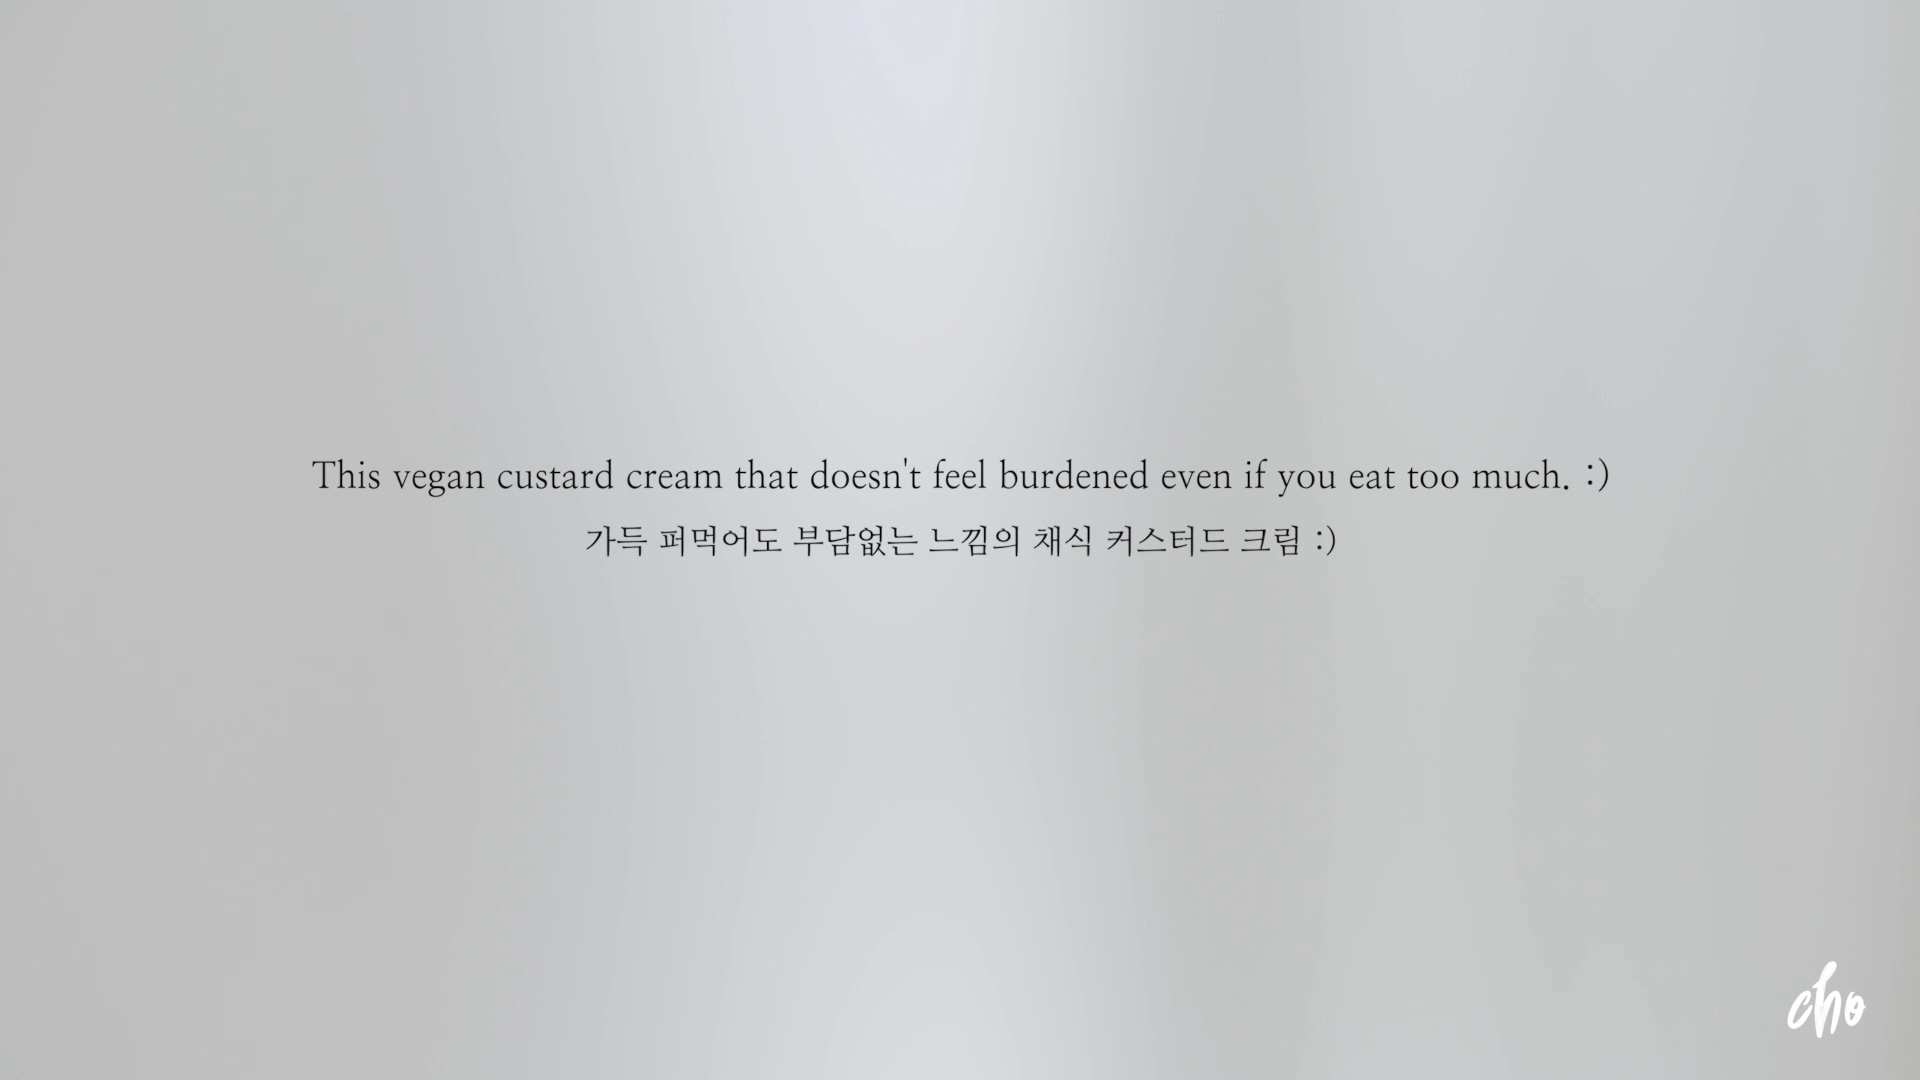 This vegan custard cream that doesn't feel burdened even if you eat too much. :)
가득 퍼먹어도 부담없는 느낌의 채식 커스터드 크림 :)
cho